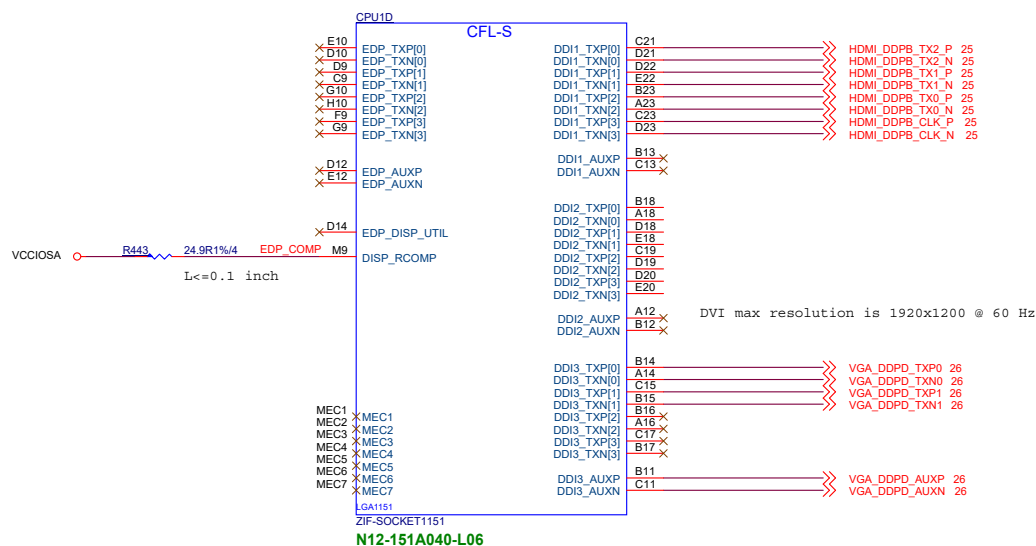 CPU1D
CFL-S
E10 EDP_TXP[0] DDI1_TXP[0] C21 HDMI_DDPB_TX2_P 25
D10 EDP_TXN[0] DDI1_TXN[0] D21 HDMI_DDPB_TX2_N 25
D9 EDP_TXP[1] DDI1_TXP[1] D22 HDMI_DDPB_TX1_P 25
C9 EDP_TXN[1] DDI1_TXN[1] E22 HDMI_DDPB_TX1_N 25
G10 EDP_TXP[2] DDI1_TXP[2] B23 HDMI_DDPB_TX0_P 25
H10 EDP_TXN[2] DDI1_TXN[2] A23 HDMI_DDPB_TX0_N 25
F9 EDP_TXP[3] DDI1_TXP[3] C23 HDMI_DDPB_CLK_P 25
G9 EDP_TXN[3] DDI1_TXN[3] D23 HDMI_DDPB_CLK_N 25
DDI1_AUXP B13
D12 EDP_AUXP DDI1_AUXN C13
E12 EDP_AUXN
DDI2_TXP[0] B18
DDI2_TXN[0] A18
D14 EDP_DISP_UTIL DDI2_TXP[1] D18
DDI2_TXN[1] E18
VCCIOSA R443 24.9R1%/4 EDP_COMP M9 DISP_RCOMP DDI2_TXP[2] C19
L<=0.1 inch DDI2_TXN[2] D19
DDI2_TXP[3] D20
DDI2_TXN[3] E20
DDI2_AUXP A12 DVI max resolution is 1920x1200 @ 60 Hz
DDI2_AUXN B12
DDI3_TXP[0] B14 VGA_DDPD_TXP0 26
DDI3_TXN[0] A14 VGA_DDPD_TXN0 26
DDI3_TXP[1] C15 VGA_DDPD_TXP1 26
DDI3_TXN[1] B15 VGA_DDPD_TXN1 26
MEC1 MEC1 DDI3_TXP[2] B16
MEC2 MEC2 DDI3_TXN[2] A16
MEC3 MEC3 DDI3_TXP[3] C17
MEC4 MEC4 DDI3_TXN[3] B17
MEC5 MEC5
MEC6 MEC6 DDI3_AUXP B11 VGA_DDPD_AUXP 26
MEC7 MEC7 DDI3_AUXN C11 VGA_DDPD_AUXN 26
LGA1151
ZIF-SOCKET1151
N12-151A040-L06